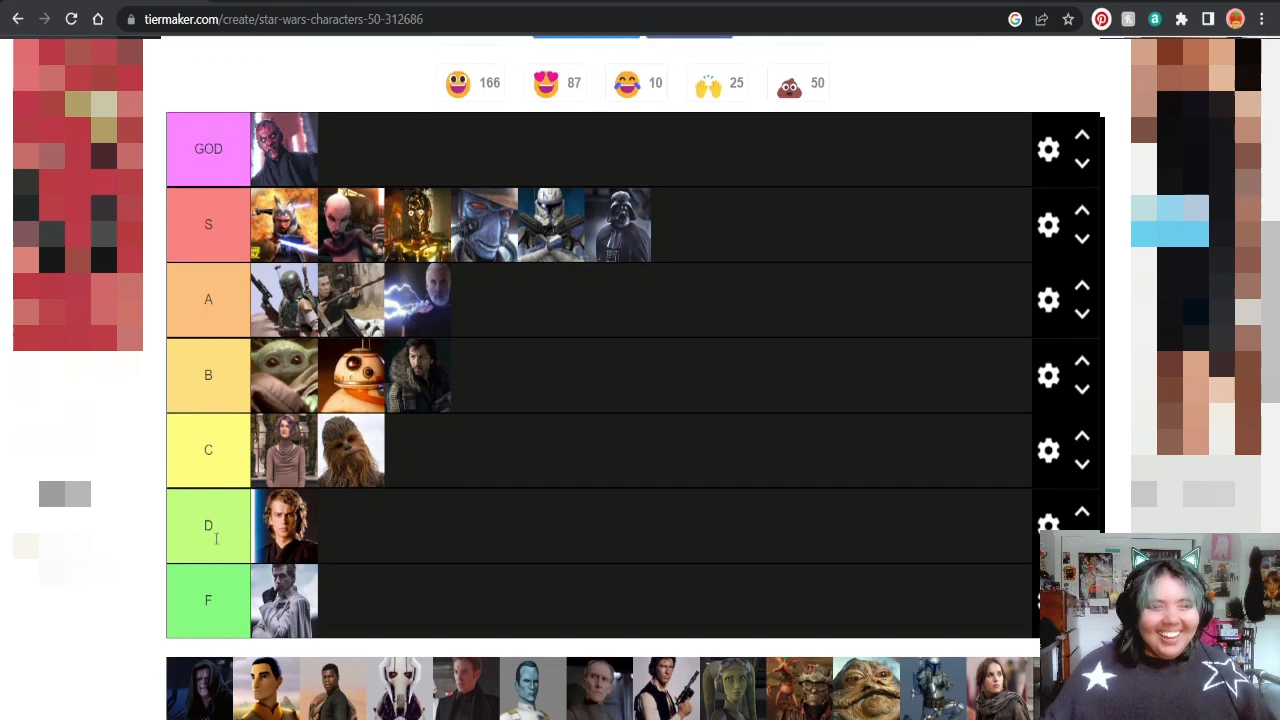 tiermaker.com/create/star-wars-characters-50-312686
166 87 10 25 50
GOD
S
A
B
C
D
F